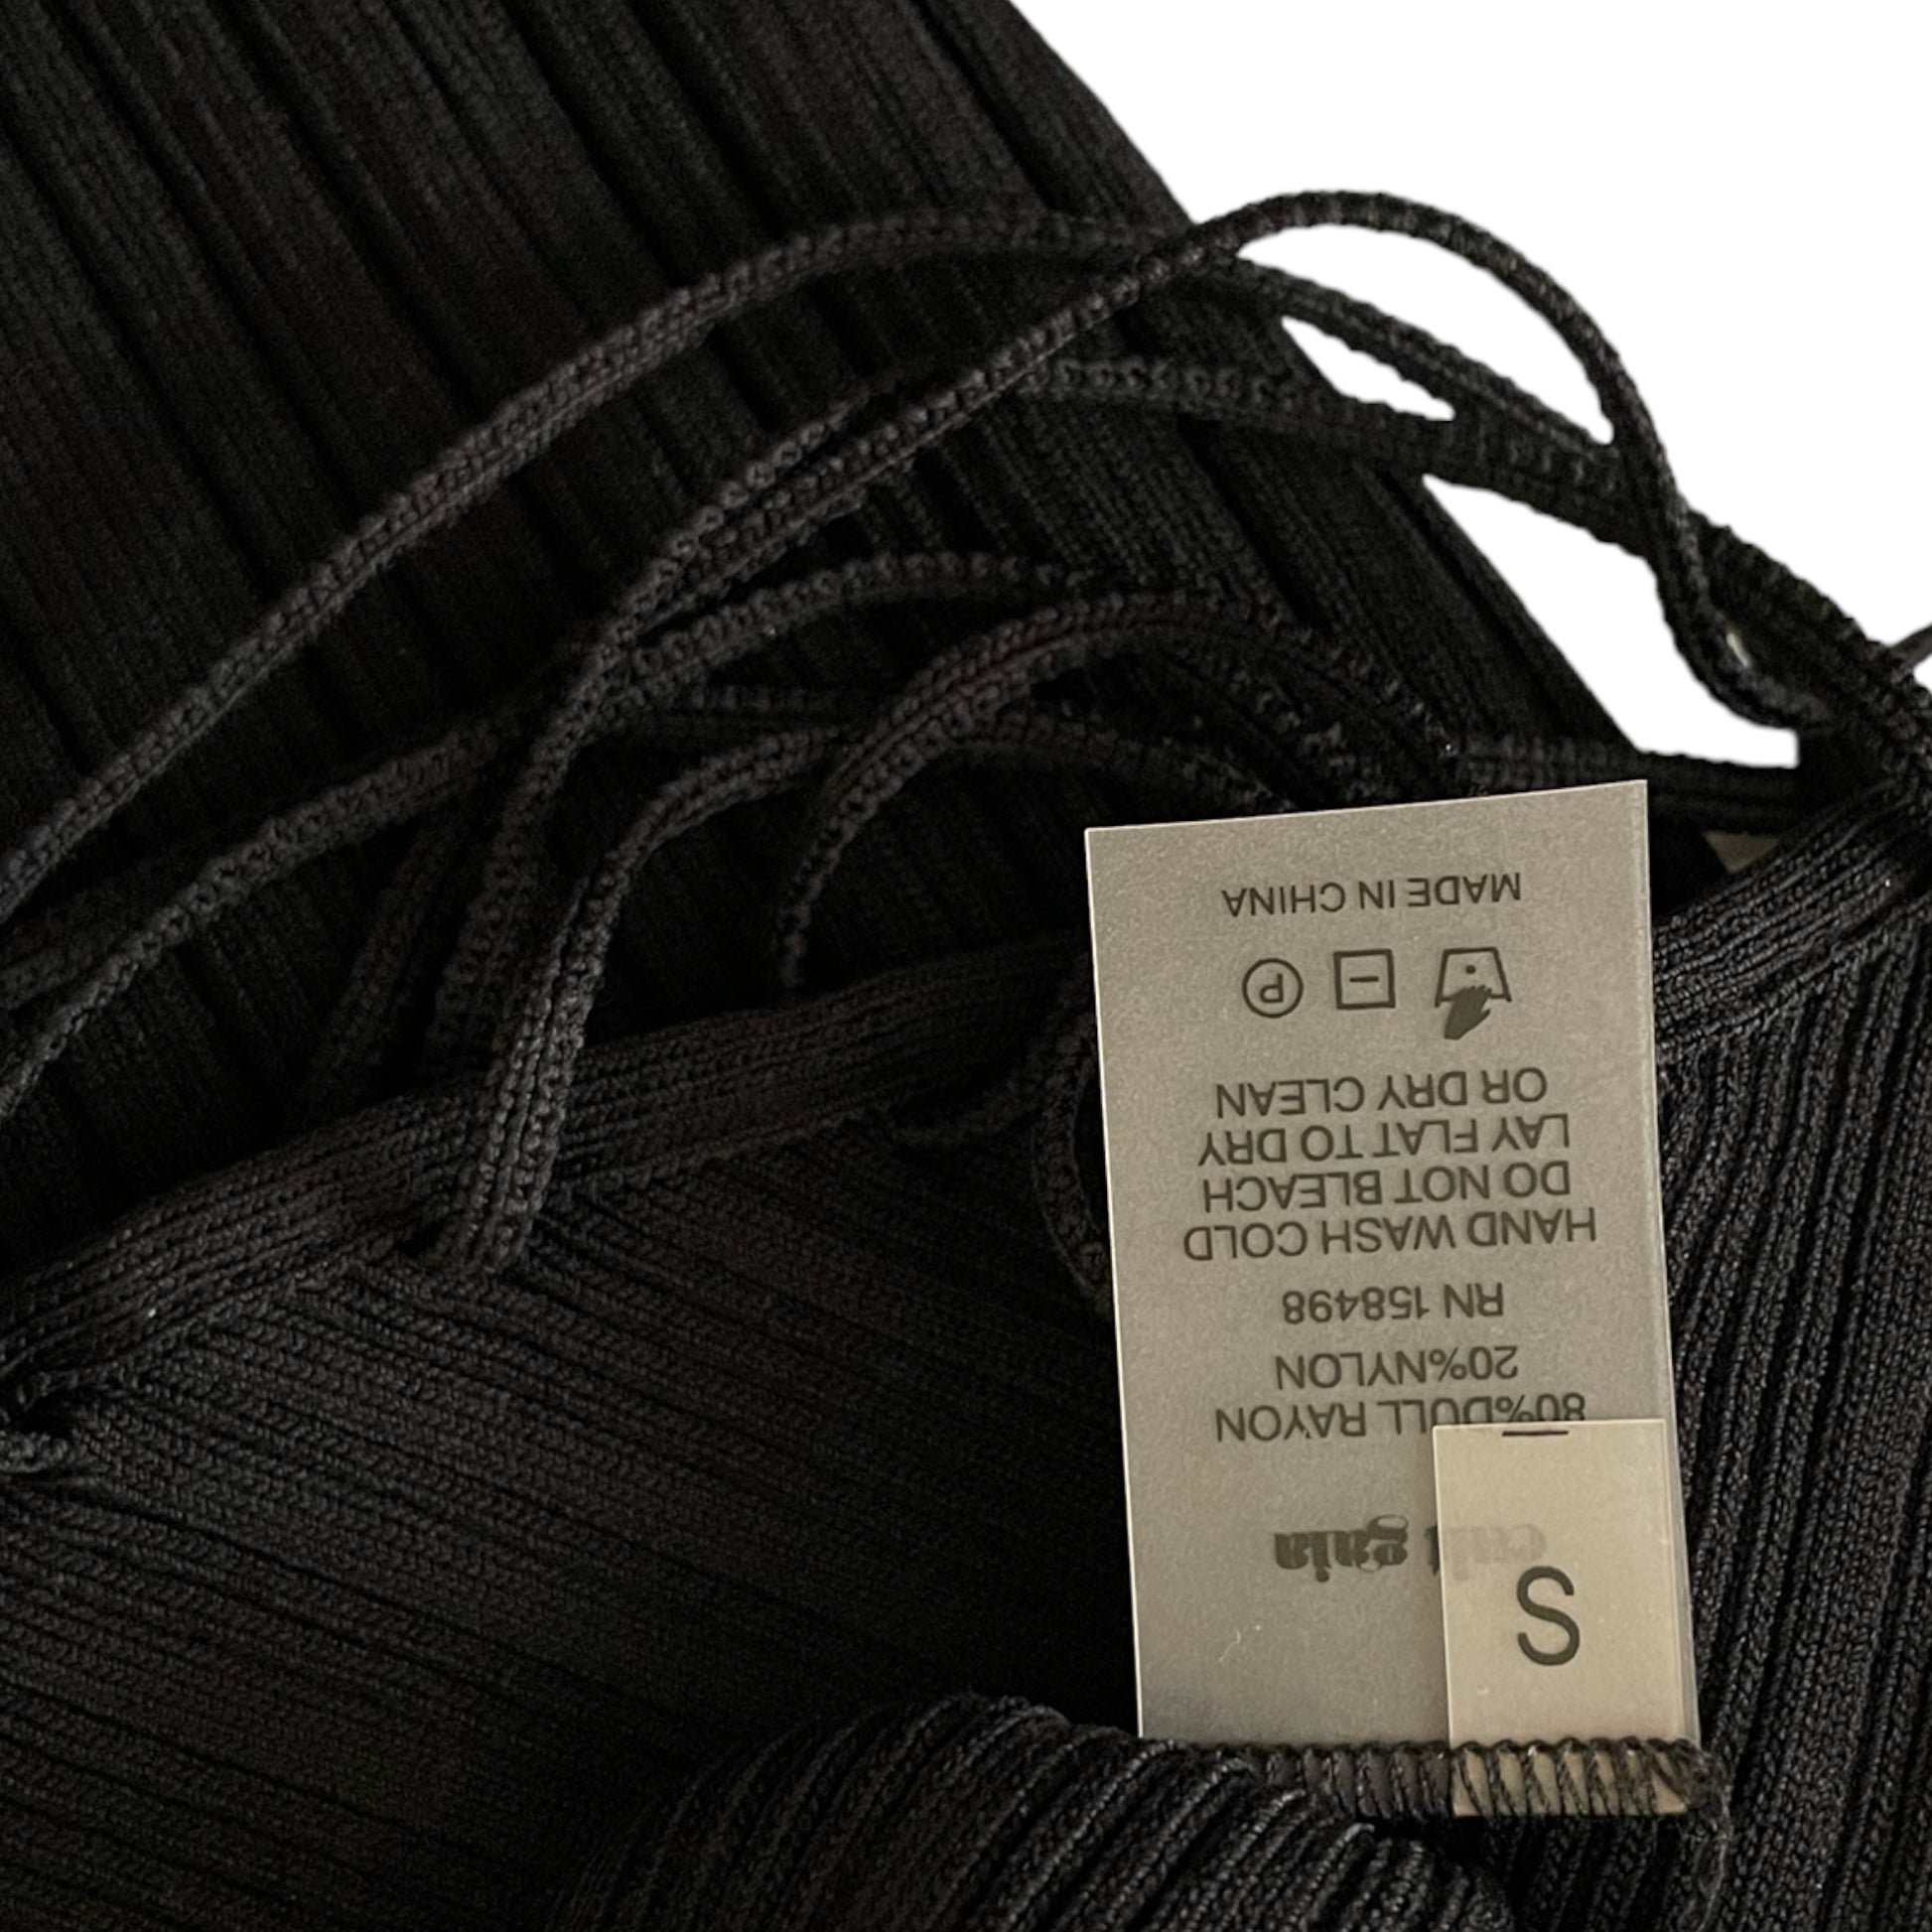 cult gaia
S
80%DULL RAYON
20%NYLON
RN 158498
HAND WASH COLD
DO NOT BLEACH
LAY FLAT TO DRY
OR DRY CLEAN
P
MADE IN CHINA